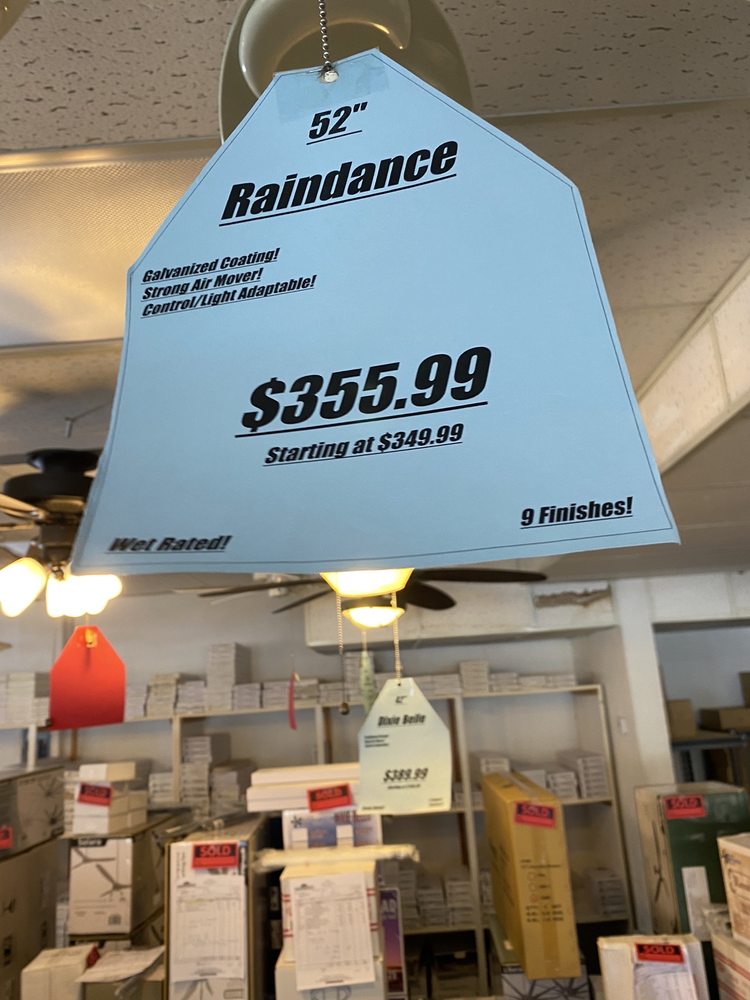 52"
Raindance
Galvanized Coating!
Strong Air Mover!
Control/Light Adaptable!
$355.99
Starting at $349.99
9 Finishes!
Wet Rated!
Dixie Belle
$389.99
SOLD
SOLD
SOLD
SOLD
SOLD
SOLD